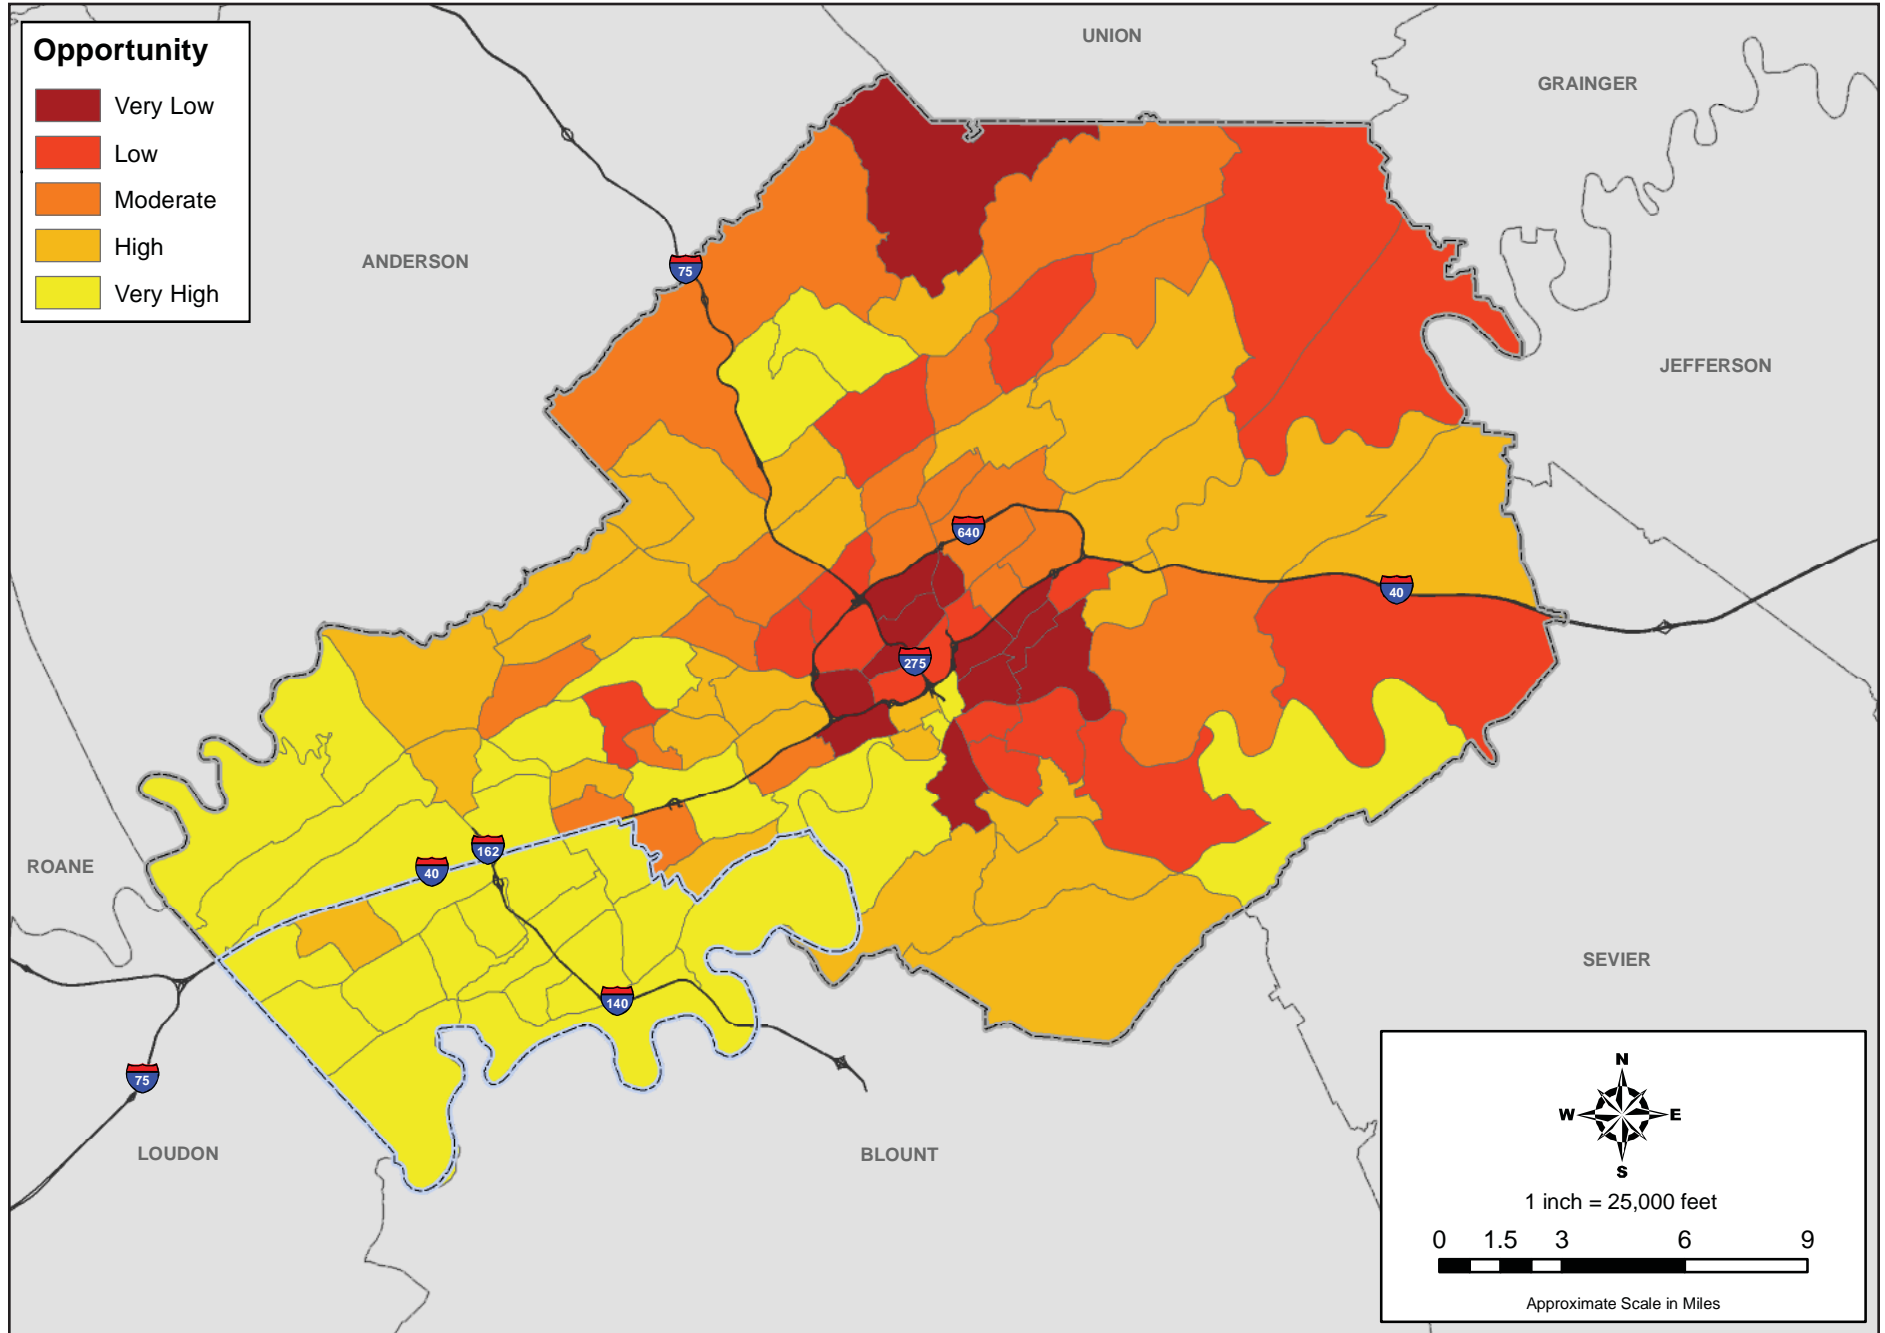 Opportunity
Very Low
Low
Moderate
High
Very High
UNION
GRAINGER
ANDERSON
75
JEFFERSON
640
40
275
162
40
ROANE
SEVIER
140
75
LOUDON
BLOUNT
N
W E
S
1 inch = 25,000 feet
0 1.5 3 6 9
Approximate Scale in Miles